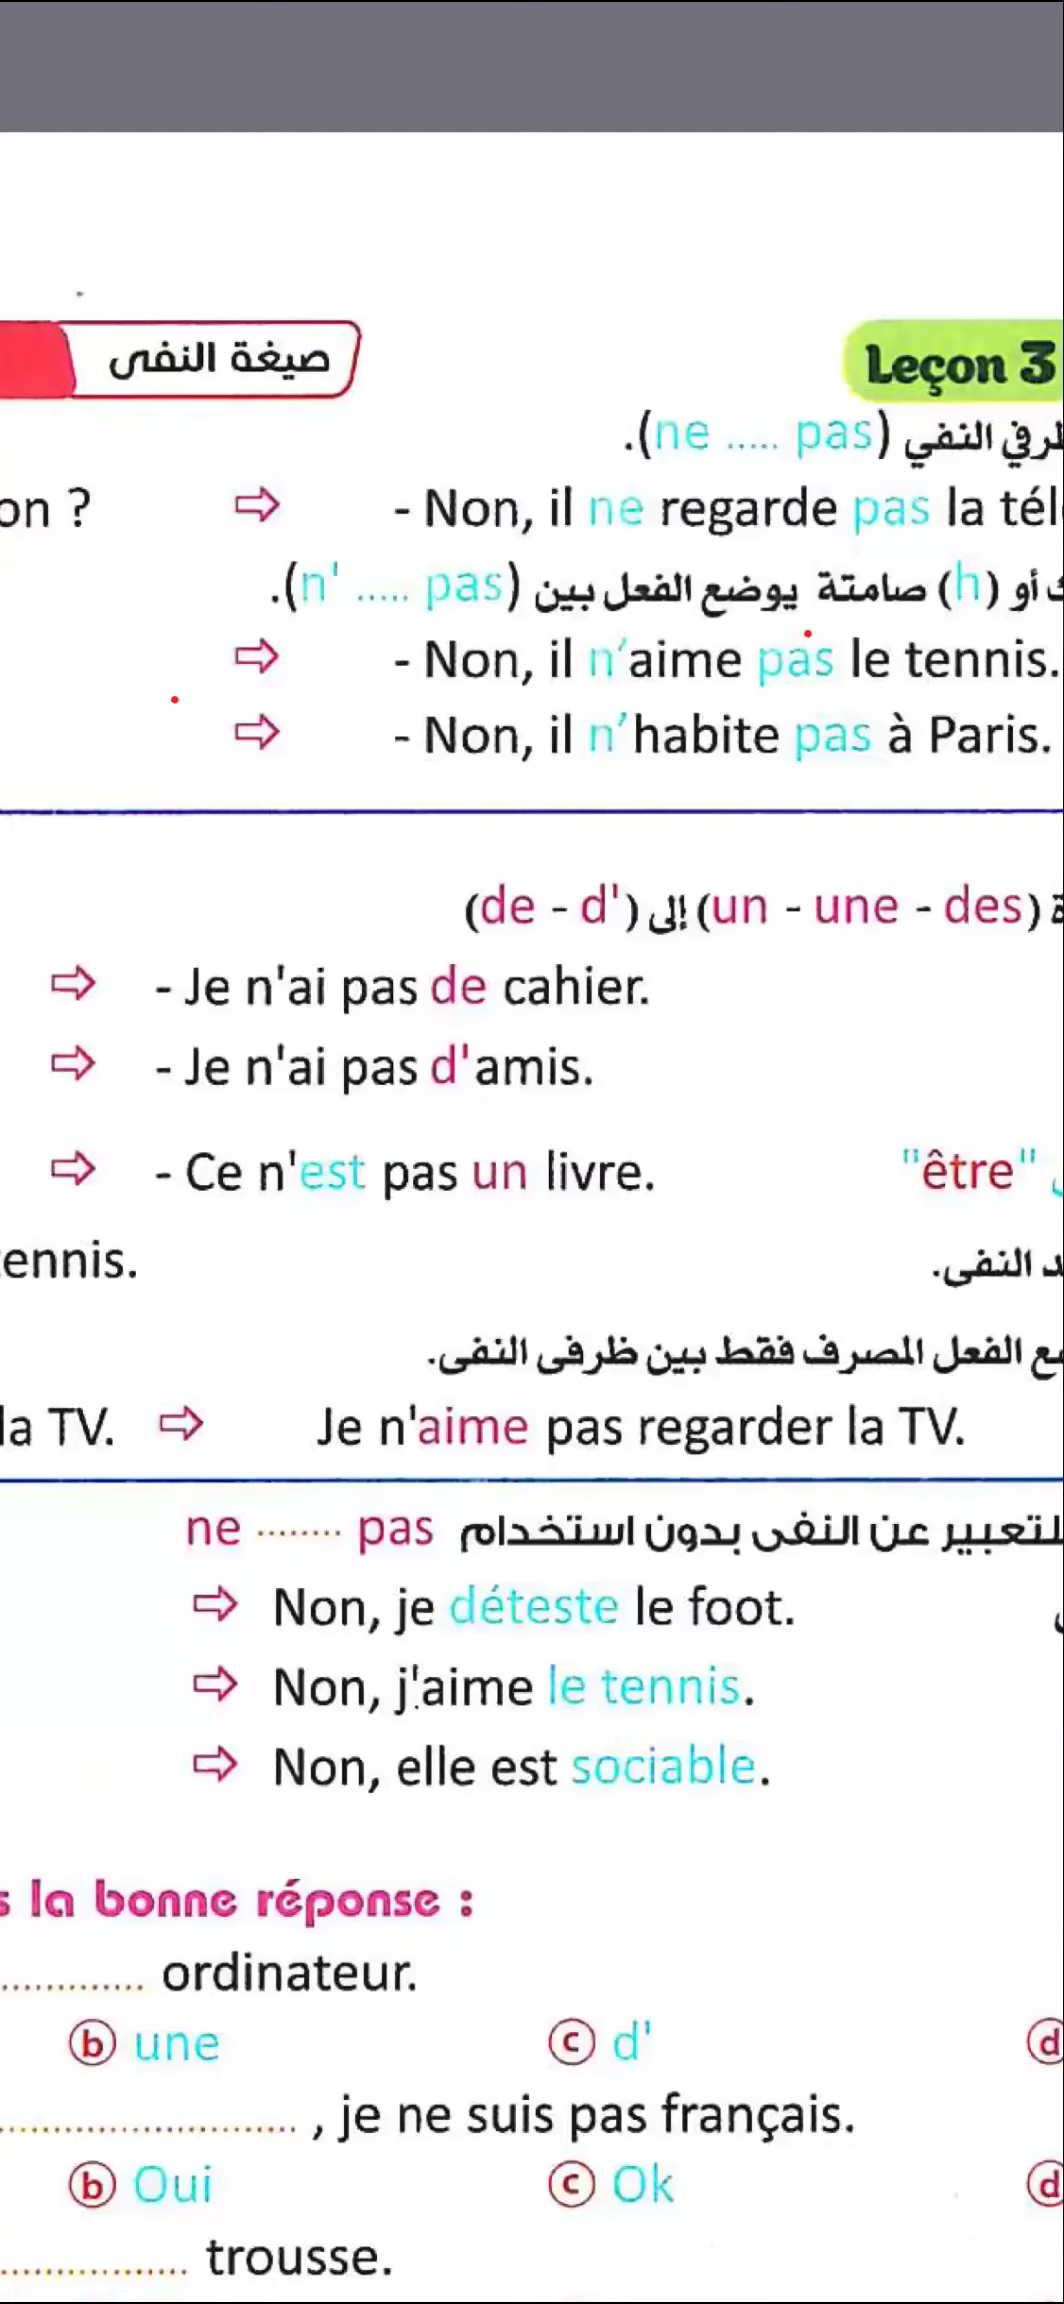 صيغة النفى
Leçon 3
النفي (ne ..... pas).
? ⇨ - Non, il ne regarde pas la
أو (h) صامتة يوضع الفعل بين (n' ..... pas).
⇨ - Non, il n'aime pas le tennis.
⇨ - Non, il n'habite pas à Paris.
(un - une - des) إلى (de - d')
⇨ - Je n'ai pas de cahier.
⇨ - Je n'ai pas d'amis.
⇨ - Ce n'est pas un livre. "être"
النفى.
الفعل المصرف فقط بين ظرفى النفى.
la TV. ⇨ Je n'aime pas regarder la TV.
عن النفى بدون استخدام ne ........ pas
⇨ Non, je déteste le foot.
⇨ Non, j'aime le tennis.
⇨ Non, elle est sociable.
la bonne réponse :
............. ordinateur.
b une c d' d
.......................... , je ne suis pas français.
b Oui c Ok d
................. trousse.